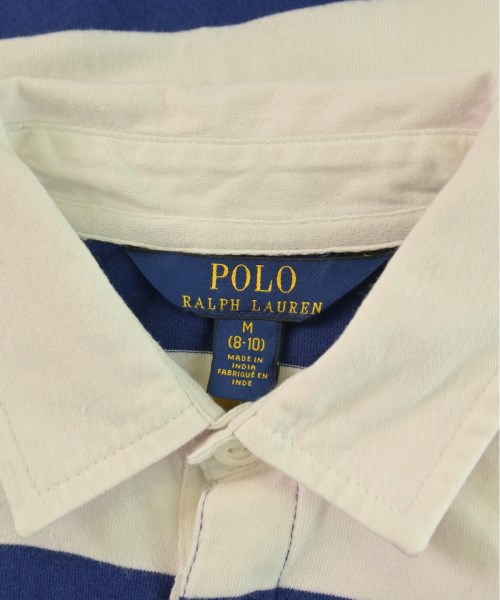 POLO
RALPH LAUREN
M
(8-10)
MADE IN
INDIA
FABRIQUÉ EN
INDE